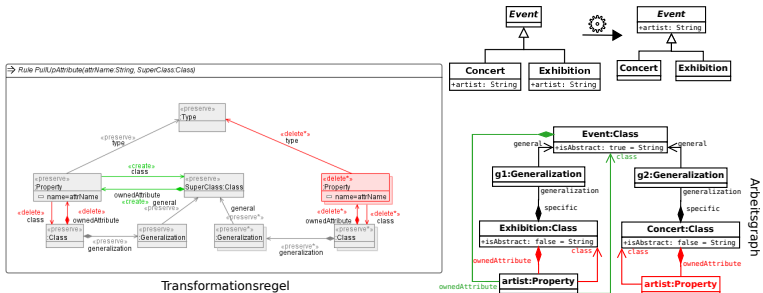 Rule PullUpAttribute(attrName:String, SuperClass:Class)
«preserve»
:Type
«preserve»
type
«delete*»
type
«create»
class
«preserve»
:Property
name=attrName
«preserve»
SuperClass:Class
«delete*»
:Property
name=attrName
ownedAttribute
«create»
general
«preserve»
general
«preserve*»
«delete»
class
«delete»
ownedAttribute
«delete*»
ownedAttribute
«delete*»
class
«preserve»
:Class
«preserve»
generalization
«preserve»
:Generalization
«preserve*»
:Generalization
«preserve*»
generalization
«preserve*»
:Class
Transformationsregel
Event
Concert
+artist: String
Exhibition
+artist: String
Event
+artist: String
Concert
Exhibition
Event:Class
+isAbstract: true = String
general
general
class
g1:Generalization
g2:Generalization
generalization
generalization
specific
specific
Exhibition:Class
+isAbstract: false = String
Concert:Class
+isAbstract: false = String
ownedAttribute
class
class
ownedAttribute
artist:Property
artist:Property
ownedAttribute
Arbeitsgraph